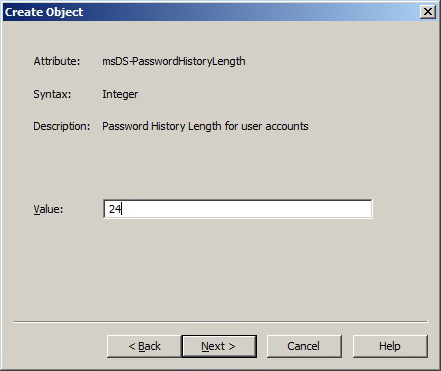 Create Object
Attribute: msDS-PasswordHistoryLength
Syntax: Integer
Description: Password History Length for user accounts
Value: 24
< Back Next > Cancel Help